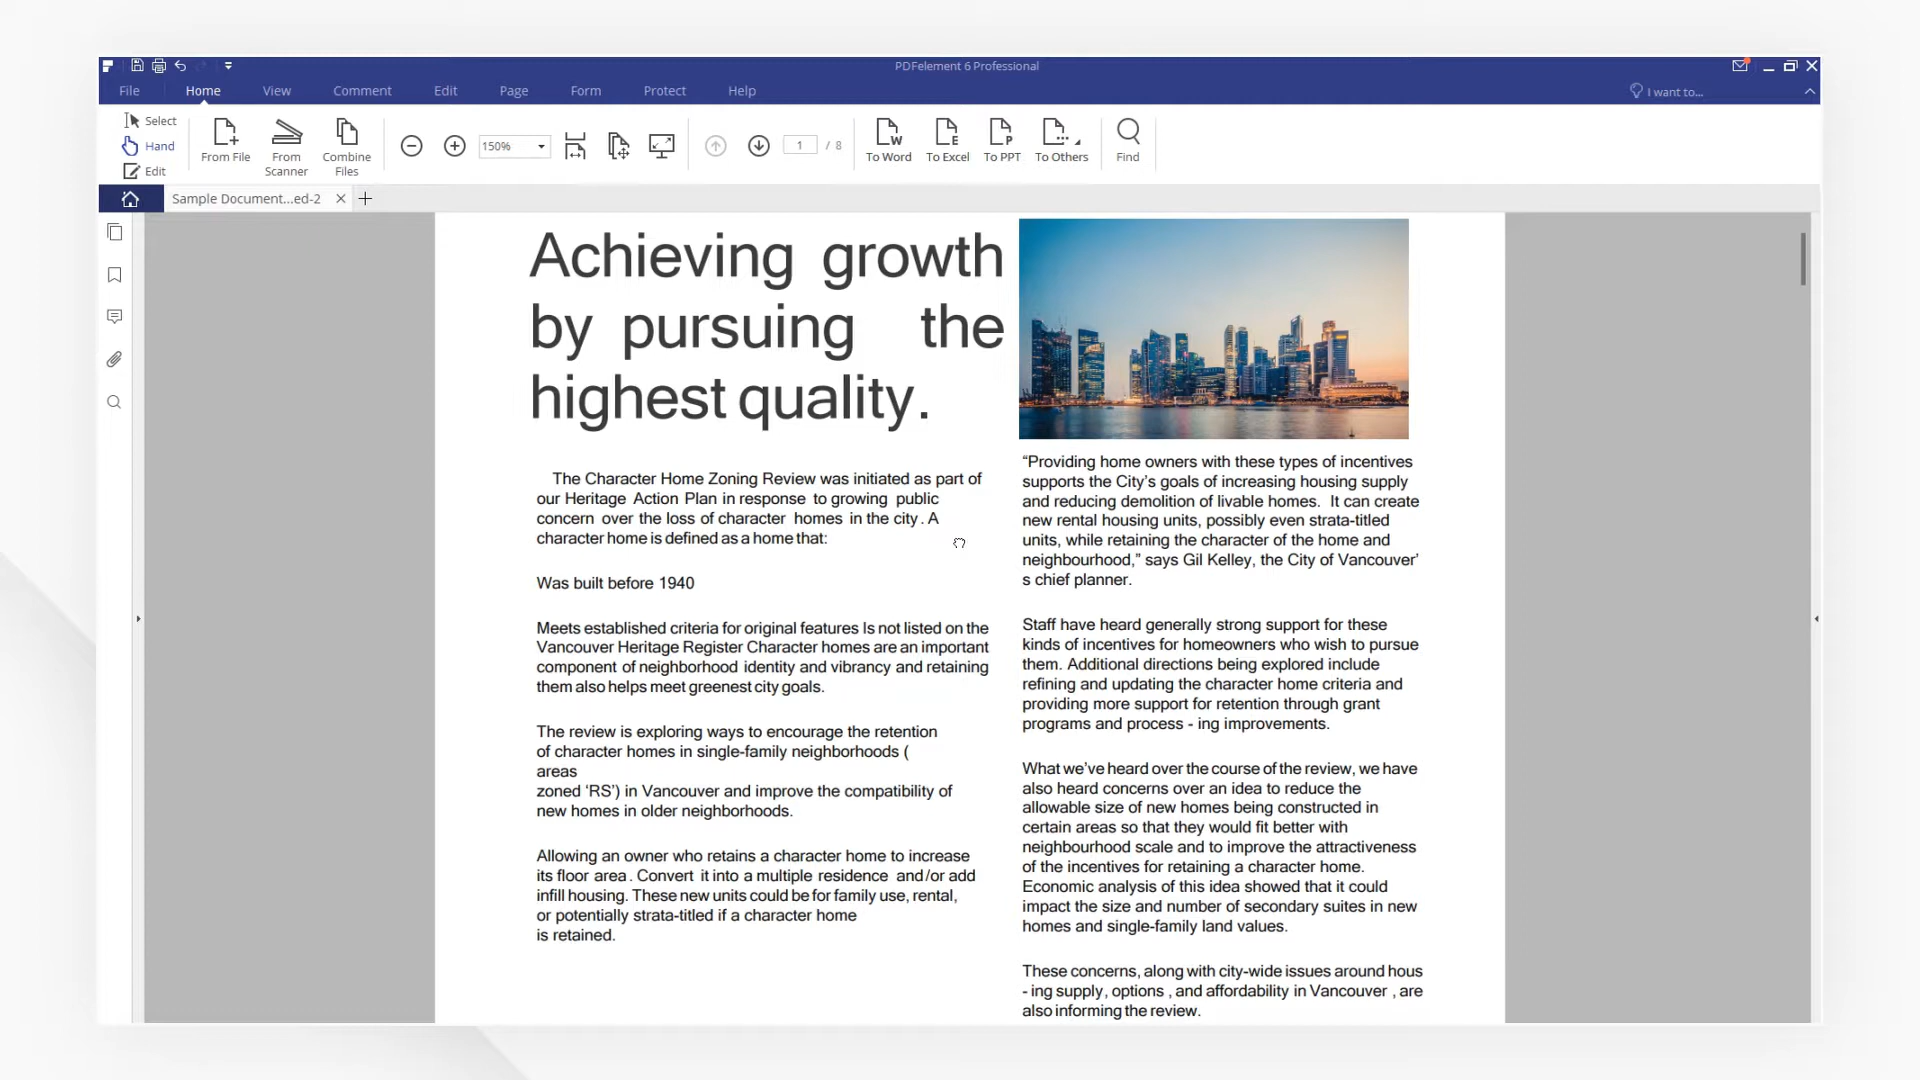 PDFelement 6 Professional
File Home View Comment Edit Page Form Protect Help I want to...
Select
Hand
Edit
From File
From Scanner
Combine Files
150%
1 / 8
To Word
To Excel
To PPT
To Others
Find
Sample Document...ed-2
Achieving growth
by pursuing the
highest quality.
The Character Home Zoning Review was initiated as part of
our Heritage Action Plan in response to growing public
concern over the loss of character homes in the city . A
character home is defined as a home that:
Was built before 1940
Meets established criteria for original features Is not listed on the
Vancouver Heritage Register Character homes are an important
component of neighborhood identity and vibrancy and retaining
them also helps meet greenest city goals.
The review is exploring ways to encourage the retention
of character homes in single-family neighborhoods (
areas
zoned ‘RS’) in Vancouver and improve the compatibility of
new homes in older neighborhoods.
Allowing an owner who retains a character home to increase
its floor area . Convert it into a multiple residence and/or add
infill housing. These new units could be for family use, rental,
or potentially strata-titled if a character home
is retained.
“Providing home owners with these types of incentives
supports the City’s goals of increasing housing supply
and reducing demolition of livable homes. It can create
new rental housing units, possibly even strata-titled
units, while retaining the character of the home and
neighbourhood,” says Gil Kelley, the City of Vancouver’
s chief planner.
Staff have heard generally strong support for these
kinds of incentives for homeowners who wish to pursue
them. Additional directions being explored include
refining and updating the character home criteria and
providing more support for retention through grant
programs and process - ing improvements.
What we’ve heard over the course of the review, we have
also heard concerns over an idea to reduce the
allowable size of new homes being constructed in
certain areas so that they would fit better with
neighbourhood scale and to improve the attractiveness
of the incentives for retaining a character home.
Economic analysis of this idea showed that it could
impact the size and number of secondary suites in new
homes and single-family land values.
These concerns, along with city-wide issues around hous
- ing supply, options , and affordability in Vancouver , are
also informing the review.